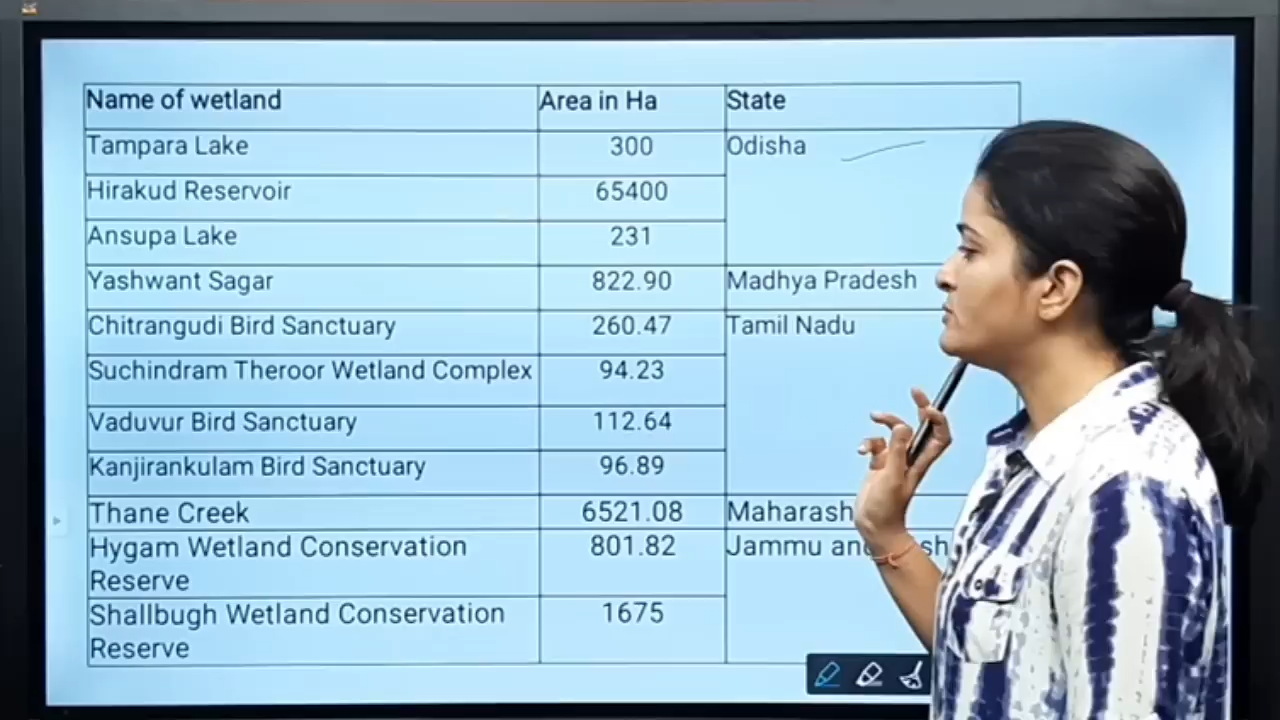 Name of wetland Area in Ha State
Tampara Lake 300 Odisha
Hirakud Reservoir 65400
Ansupa Lake 231
Yashwant Sagar 822.90 Madhya Pradesh
Chitrangudi Bird Sanctuary 260.47 Tamil Nadu
Suchindram Theroor Wetland Complex 94.23
Vaduvur Bird Sanctuary 112.64
Kanjirankulam Bird Sanctuary 96.89
Thane Creek 6521.08
Hygam Wetland Conservation 801.82 Jammu
Reserve
Shallbugh Wetland Conservation 1675
Reserve